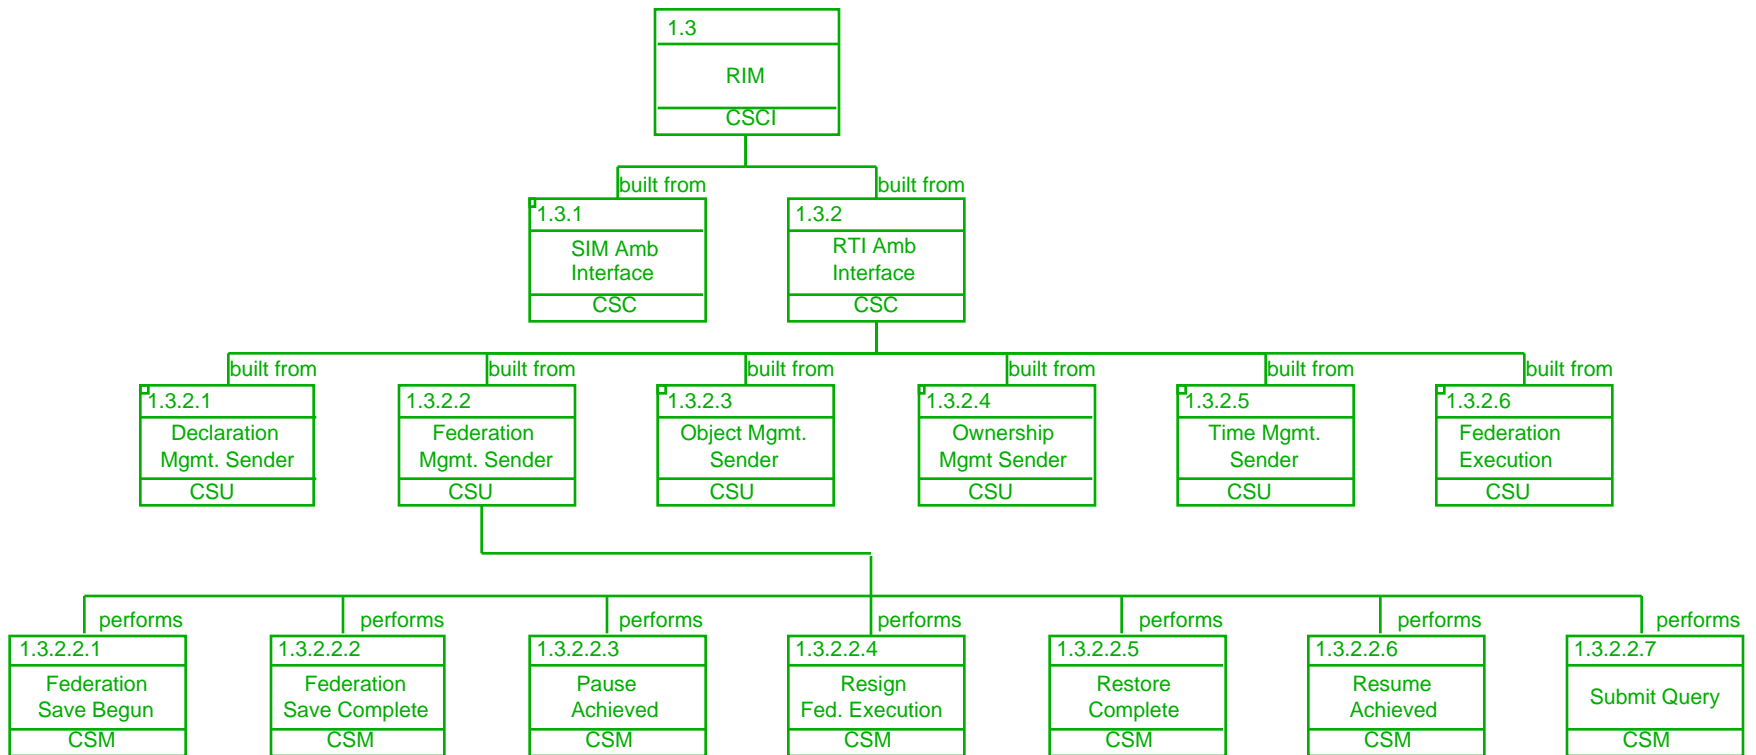 1.3
RIM
CSCI
built from
built from
1.3.1
SIM Amb
Interface
CSC
1.3.2
RTI Amb
Interface
CSC
built from
built from
built from
built from
built from
built from
1.3.2.1
Declaration
Mgmt. Sender
CSU
1.3.2.2
Federation
Mgmt. Sender
CSU
1.3.2.3
Object Mgmt.
Sender
CSU
1.3.2.4
Ownership
Mgmt Sender
CSU
1.3.2.5
Time Mgmt.
Sender
CSU
1.3.2.6
Federation
Execution
CSU
performs
performs
performs
performs
performs
performs
performs
1.3.2.2.1
Federation
Save Begun
CSM
1.3.2.2.2
Federation
Save Complete
CSM
1.3.2.2.3
Pause
Achieved
CSM
1.3.2.2.4
Resign
Fed. Execution
CSM
1.3.2.2.5
Restore
Complete
CSM
1.3.2.2.6
Resume
Achieved
CSM
1.3.2.2.7
Submit Query
CSM